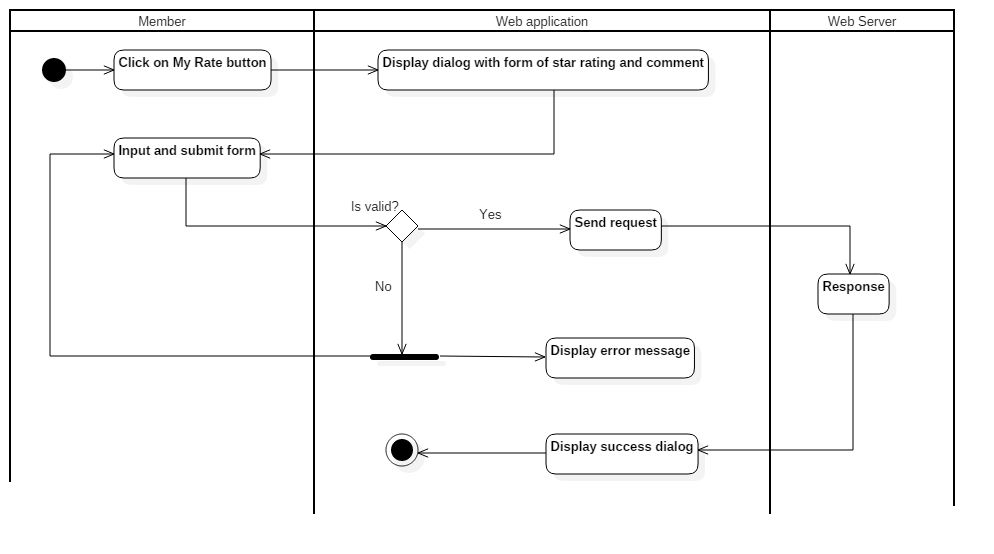 Member
Web application
Web Server
Click on My Rate button
Display dialog with form of star rating and comment
Input and submit form
Is valid?
Yes
Send request
No
Response
Display error message
Display success dialog